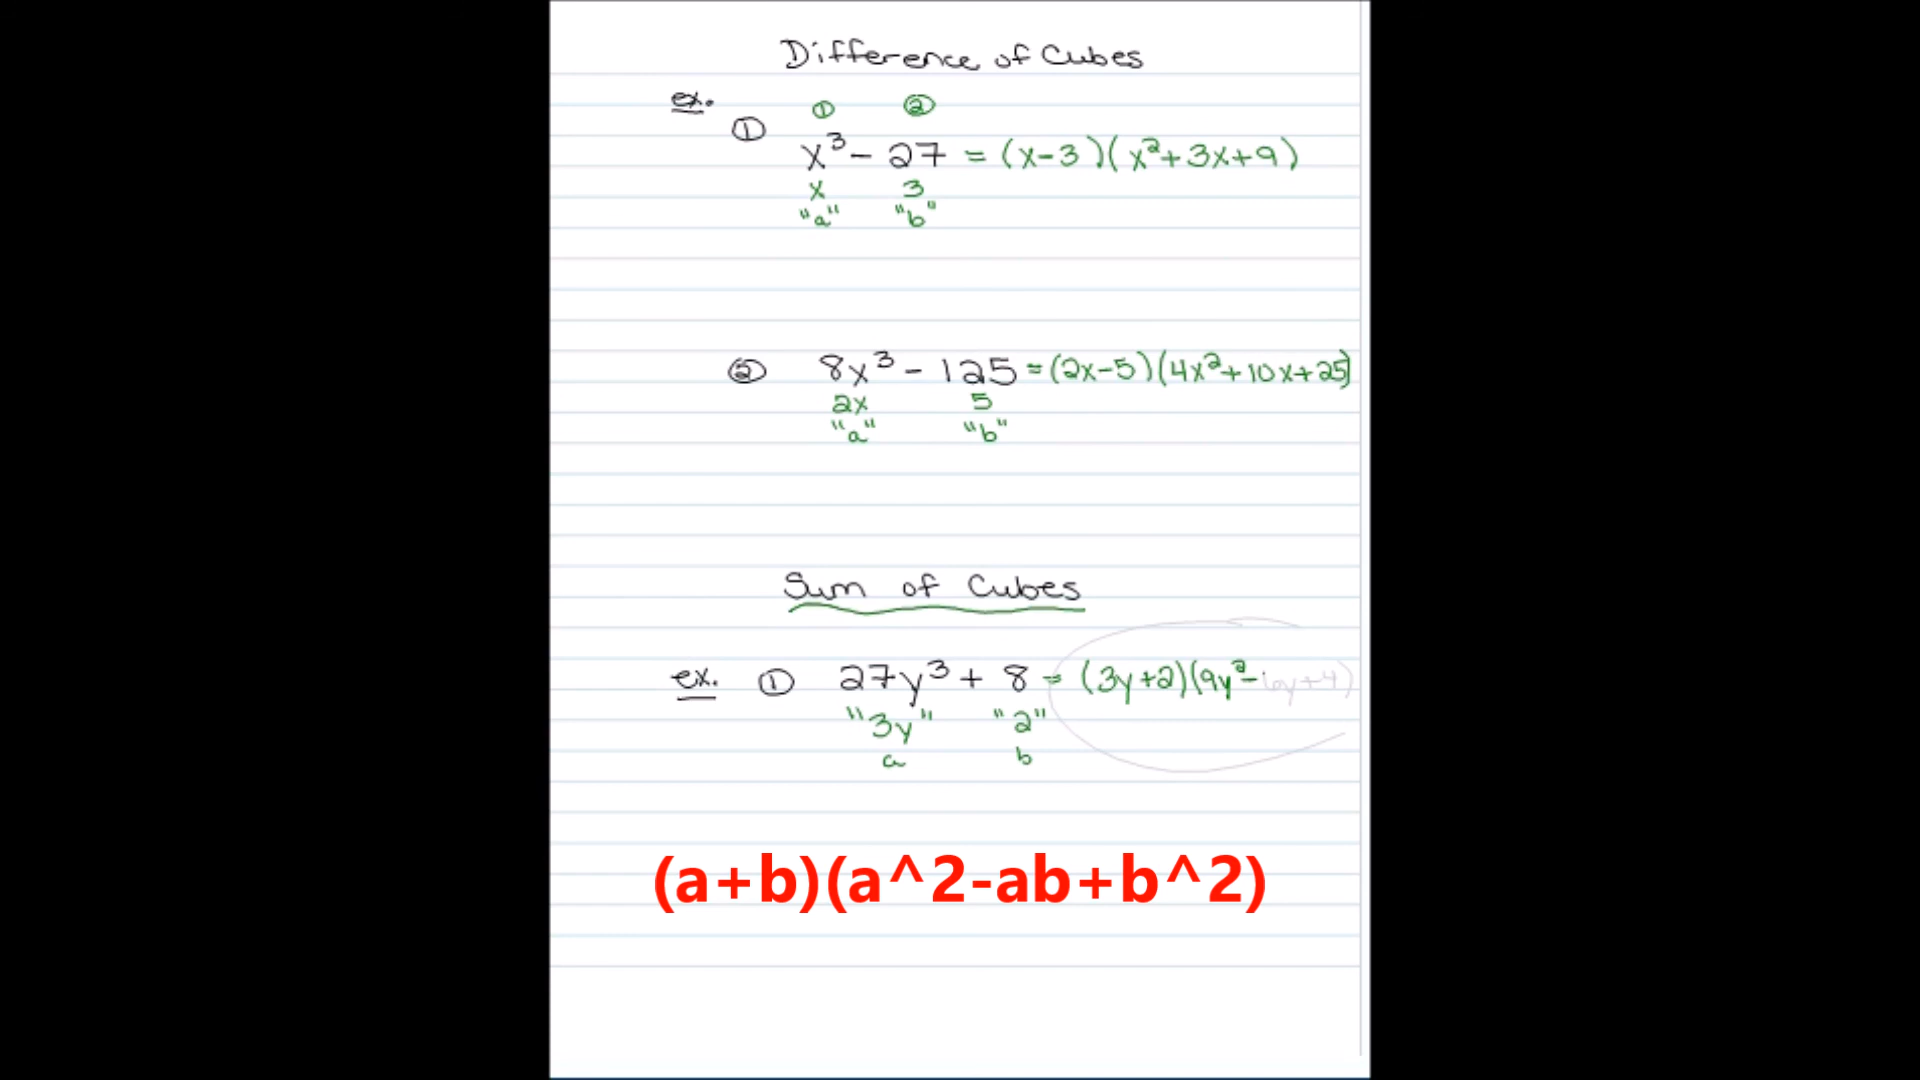 Difference of Cubes
ex.
① ②
① x³ - 27 = (x-3)(x²+3x+9)
x 3
"a" "b"
② 8x³ - 125 = (2x-5)(4x²+10x+25)
2x 5
"a" "b"
Sum of Cubes
ex. ① 27y³ + 8 = (3y+2)(9y²-6y+4)
"3y" "2"
a b
(a+b)(a^2-ab+b^2)